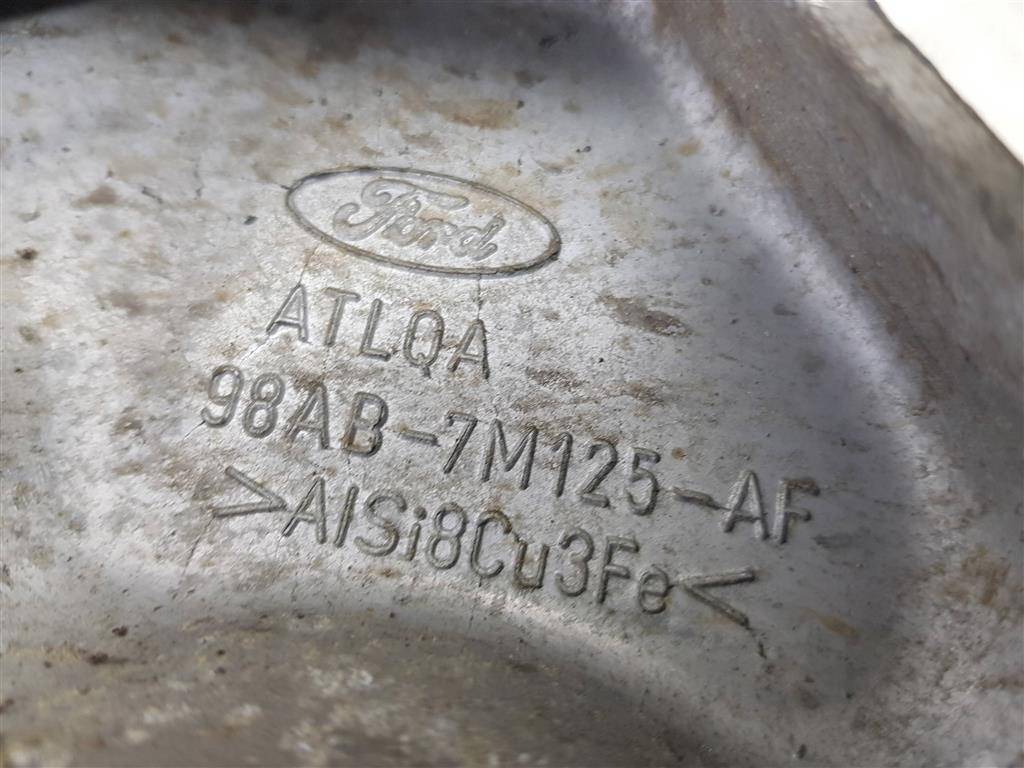 Ford
ATLQA
98AB-7M125-AF
>AlSi8Cu3Fe<